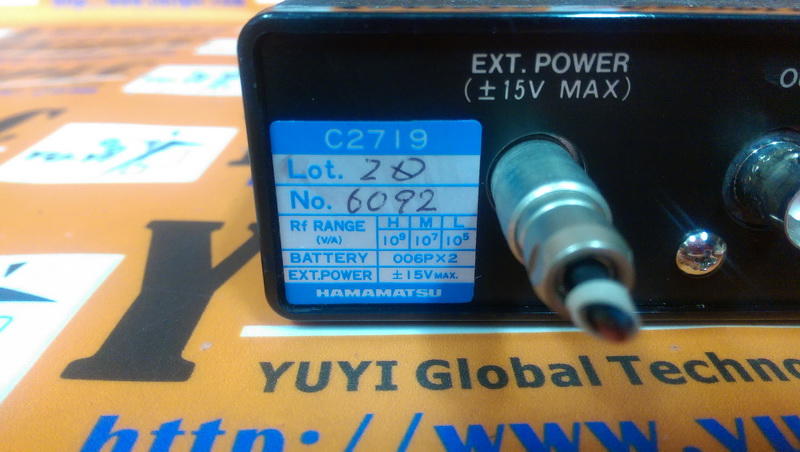 EXT. POWER
(±15V MAX)
C2719
Lot. 20
No. 6092
Rf RANGE (V/A) H M L
10⁹ 10⁷ 10⁵
BATTERY 006P×2
EXT.POWER ±15V MAX.
HAMAMATSU
YUYI Global Techno
http://www.yu